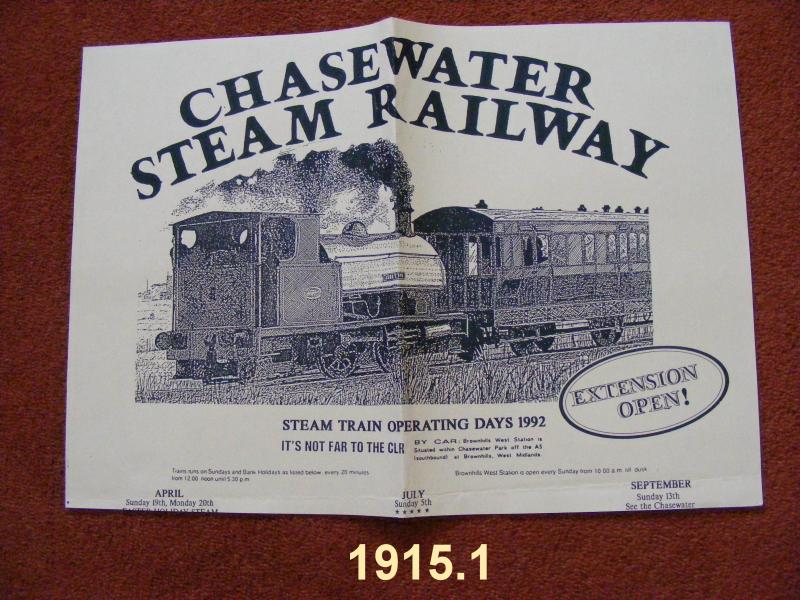 CHASEWATER
STEAM RAILWAY
EXTENSION
OPEN!
STEAM TRAIN OPERATING DAYS 1992
IT'S NOT FAR TO THE CLR
BY CAR: Brownhills West Station is
Situated within Chasewater Park off the A5
(southbound) at Brownhills, West Midlands.
Trains runs on Sundays and Bank Holidays as listed below, every 20 minutes
from 12.00 noon until 5.30 p.m.
Brownhills West Station is open every Sunday from 10.00 a.m. till dusk
APRIL
Sunday 19th, Monday 20th
EASTER HOLIDAY STEAM
JULY
Sunday 5th
★★★★★
SEPTEMBER
Sunday 13th
See the Chasewater
1915.1